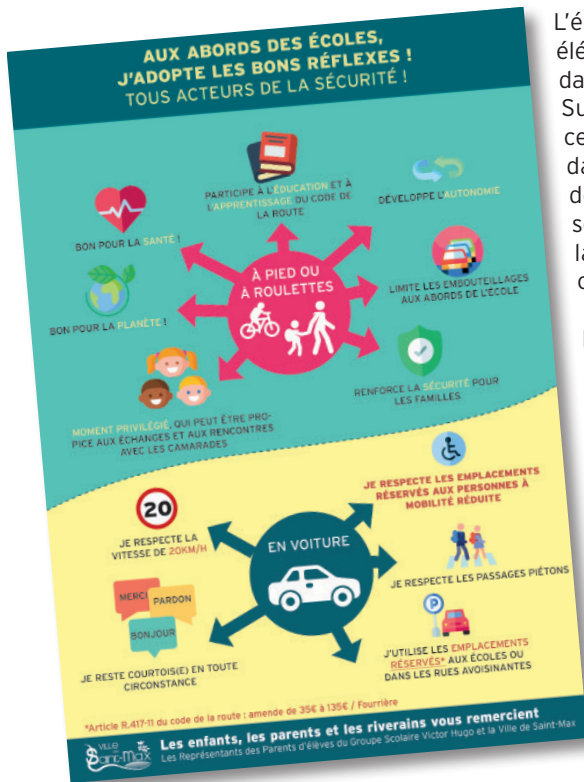 AUX ABORDS DES ÉCOLES,
J'ADOPTE LES BONS RÉFLEXES !
TOUS ACTEURS DE LA SÉCURITÉ !
PARTICIPE À L'ÉDUCATION ET À
L'APPRENTISSAGE DU CODE DE
LA ROUTE
BON POUR LA SANTÉ !
DÉVELOPPE L'AUTONOMIE
À PIED OU
À ROULETTES
BON POUR LA PLANÈTE !
LIMITE LES EMBOUTEILLAGES
AUX ABORDS DE L'ÉCOLE
MOMENT PRIVILÉGIÉ, QUI PEUT ÊTRE PRO-
PICE AUX ÉCHANGES ET AUX RENCONTRES
AVEC LES CAMARADES
RENFORCE LA SÉCURITÉ POUR
LES FAMILLES
20
JE RESPECTE LA
VITESSE DE 20KM/H
EN VOITURE
JE RESPECTE LES EMPLACEMENTS
RÉSERVÉS AUX PERSONNES À
MOBILITÉ RÉDUITE
MERCI
PARDON
BONJOUR
JE RESTE COURTOIS(E) EN TOUTE
CIRCONSTANCE
JE RESPECTE LES PASSAGES PIÉTONS
P
J'UTILISE LES EMPLACEMENTS
RÉSERVÉS* AUX ÉCOLES OU
DANS LES RUES AVOISINANTES
*Article R.417-11 du code de la route : amende de 35€ à 135€ / Fourrière
VILLE
SAINT-MAX
Les enfants, les parents et les riverains vous remercient
Les Représentants des Parents d'élèves du Groupe Scolaire Victor Hugo et la Ville de Saint-Max
L'é
élé
da
Su
ce
da
de
la